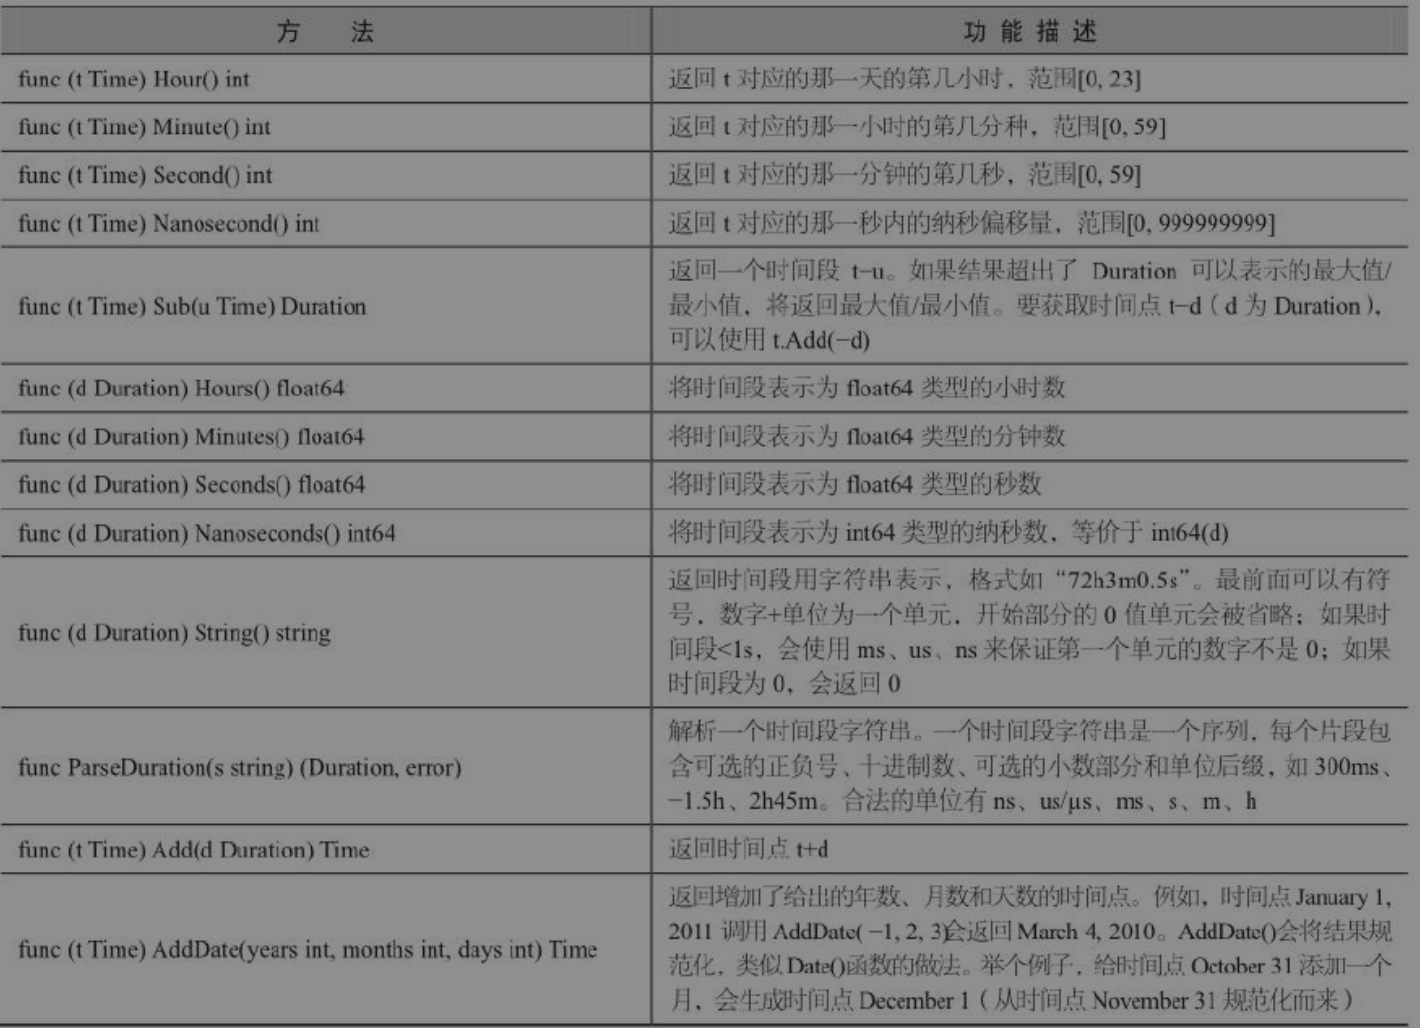 方 法
功 能 描 述
func (t Time) Hour() int
返回 t 对应的那一天的第几小时，范围[0, 23]
func (t Time) Minute() int
返回 t 对应的那一小时的第几分种，范围[0, 59]
func (t Time) Second() int
返回 t 对应的那一分钟的第几秒，范围[0, 59]
func (t Time) Nanosecond() int
返回 t 对应的那一秒内的纳秒偏移量，范围[0, 999999999]
func (t Time) Sub(u Time) Duration
返回一个时间段 t−u。如果结果超出了 Duration 可以表示的最大值/
最小值，将返回最大值/最小值。要获取时间点 t−d（d 为 Duration），
可以使用 t.Add(−d)
func (d Duration) Hours() float64
将时间段表示为 float64 类型的小时数
func (d Duration) Minutes() float64
将时间段表示为 float64 类型的分钟数
func (d Duration) Seconds() float64
将时间段表示为 float64 类型的秒数
func (d Duration) Nanoseconds() int64
将时间段表示为 int64 类型的纳秒数，等价于 int64(d)
func (d Duration) String() string
返回时间段用字符串表示，格式如“72h3m0.5s”。最前面可以有符
号，数字+单位为一个单元，开始部分的 0 值单元会被省略；如果时
间段<1s，会使用 ms、us、ns 来保证第一个单元的数字不是 0；如果
时间段为 0，会返回 0
func ParseDuration(s string) (Duration, error)
解析一个时间段字符串。一个时间段字符串是一个序列，每个片段包
含可选的正负号、十进制数、可选的小数部分和单位后缀，如 300ms、
−1.5h、2h45m。合法的单位有 ns、us/µs、ms、s、m、h
func (t Time) Add(d Duration) Time
返回时间点 t+d
func (t Time) AddDate(years int, months int, days int) Time
返回增加了给出的年数、月数和天数的时间点。例如，时间点 January 1,
2011 调用 AddDate( −1, 2, 3)会返回 March 4, 2010。AddDate()会将结果规
范化，类似 Date()函数的做法。举个例子，给时间点 October 31 添加一个
月，会生成时间点 December 1（从时间点 November 31 规范化而来）